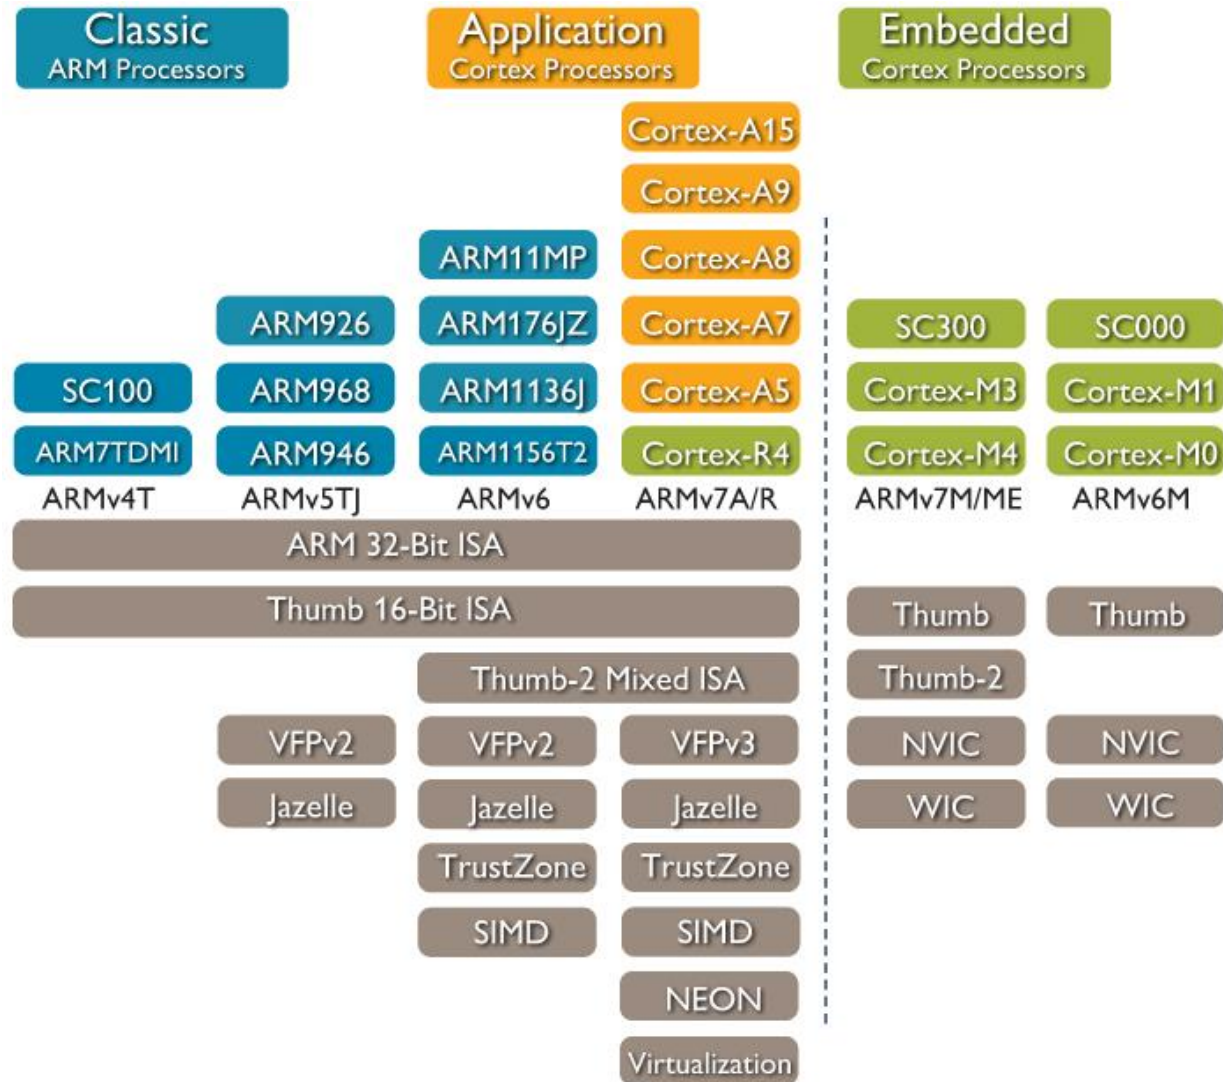 Classic
ARM Processors
Application
Cortex Processors
Embedded
Cortex Processors
Cortex-A15
Cortex-A9
ARM11MP
Cortex-A8
ARM926
ARM176JZ
Cortex-A7
SC300
SC000
SC100
ARM968
ARM1136J
Cortex-A5
Cortex-M3
Cortex-M1
ARM7TDMI
ARM946
ARM1156T2
Cortex-R4
Cortex-M4
Cortex-M0
ARMv4T
ARMv5TJ
ARMv6
ARMv7A/R
ARMv7M/ME
ARMv6M
ARM 32-Bit ISA
Thumb 16-Bit ISA
Thumb
Thumb
Thumb-2 Mixed ISA
Thumb-2
VFPv2
VFPv2
VFPv3
NVIC
NVIC
Jazelle
Jazelle
Jazelle
WIC
WIC
TrustZone
TrustZone
SIMD
SIMD
NEON
Virtualization